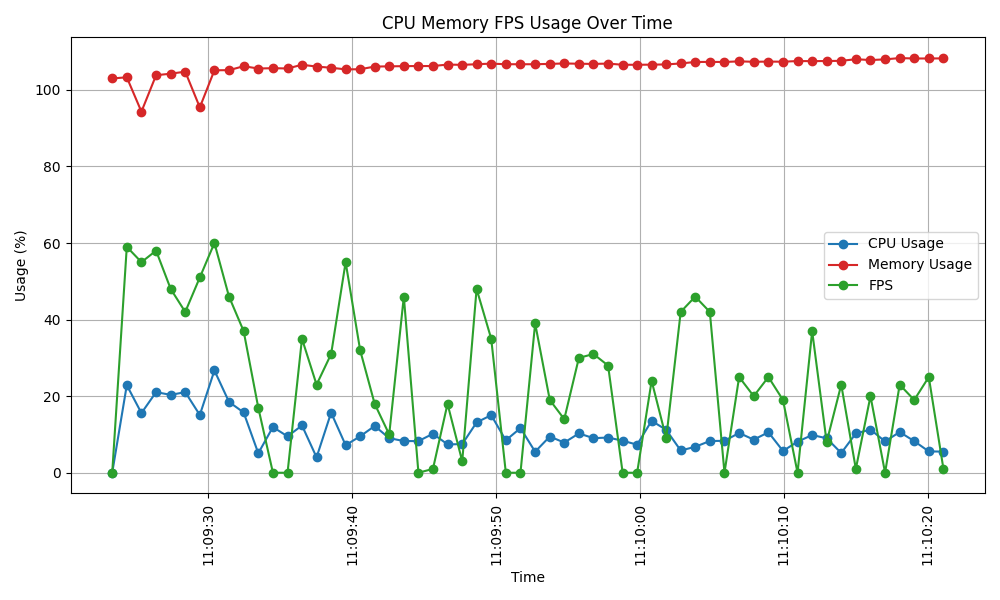 CPU Memory FPS Usage Over Time
Usage (%)
100
80
60
40
20
0
CPU Usage
Memory Usage
FPS
11:09:30
11:09:40
11:09:50
11:10:00
11:10:10
11:10:20
Time